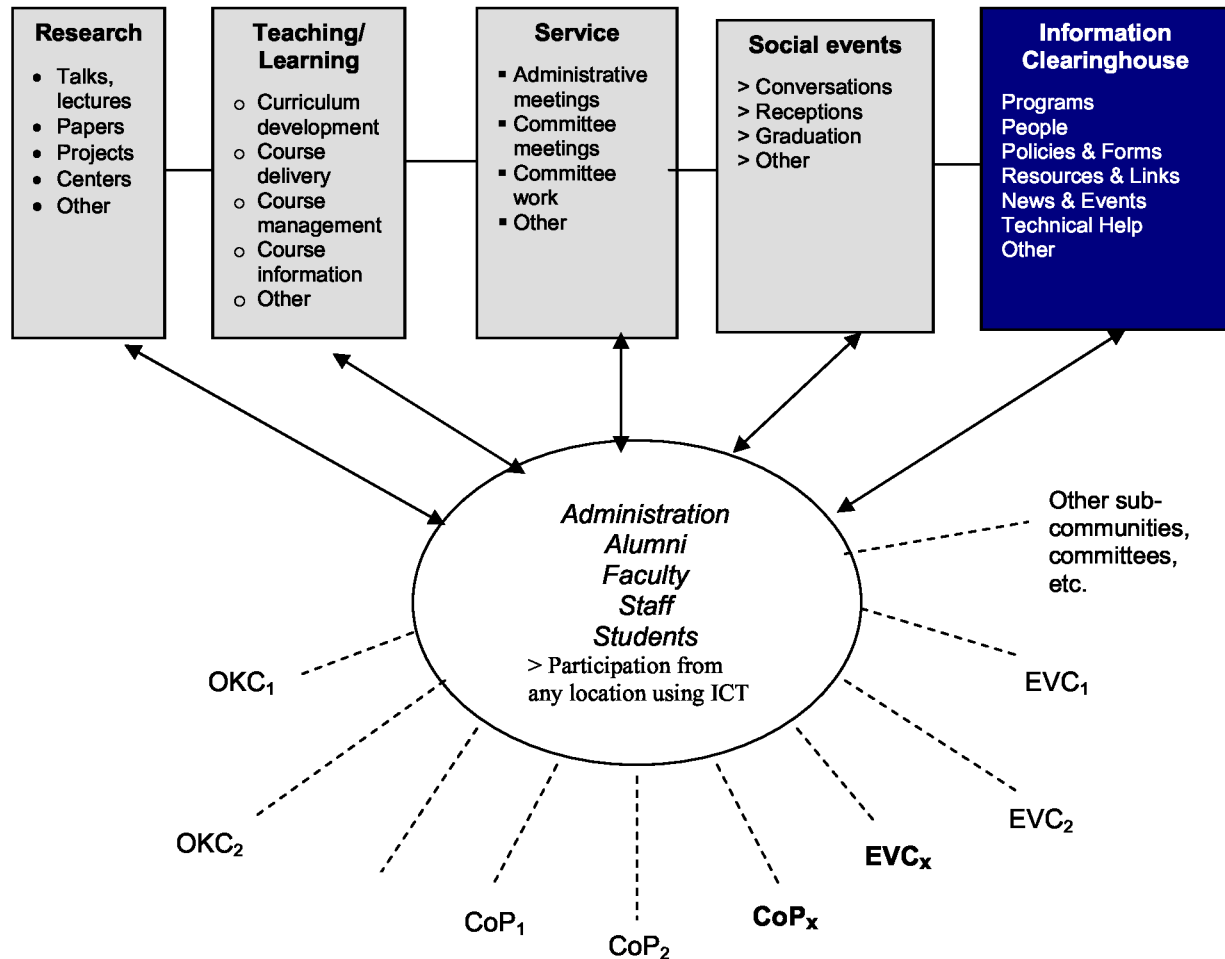 Research
● Talks,
lectures
● Papers
● Projects
● Centers
● Other
Teaching/
Learning
○ Curriculum
development
○ Course
delivery
○ Course
management
○ Course
information
○ Other
Service
▪ Administrative
meetings
▪ Committee
meetings
▪ Committee
work
▪ Other
Social events
> Conversations
> Receptions
> Graduation
> Other
Information
Clearinghouse
Programs
People
Policies & Forms
Resources & Links
News & Events
Technical Help
Other
Administration
Alumni
Faculty
Staff
Students
> Participation from
any location using ICT
Other sub-
communities,
committees,
etc.
OKC₁
EVC₁
OKC₂
EVC₂
EVCₓ
CoP₁
CoPₓ
CoP₂